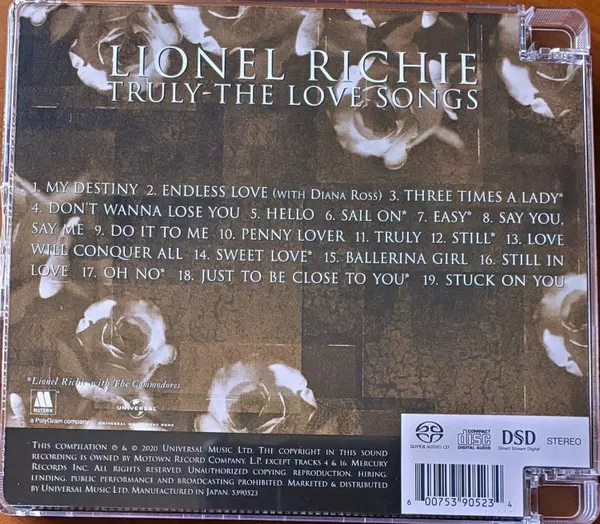 LIONEL RICHIE
TRULY-THE LOVE SONGS
1. MY DESTINY 2. ENDLESS LOVE (WITH DIANA ROSS) 3. THREE TIMES A LADY*
4. DON'T WANNA LOSE YOU 5. HELLO 6. SAIL ON* 7. EASY* 8. SAY YOU,
SAY ME 9. DO IT TO ME 10. PENNY LOVER 11. TRULY 12. STILL* 13. LOVE
WILL CONQUER ALL 14. SWEET LOVE* 15. BALLERINA GIRL 16. STILL IN
LOVE 17. OH NO* 18. JUST TO BE CLOSE TO YOU* 19. STUCK ON YOU
*Lionel Richie with The Commodores
MOTOWN
a PolyGram company
UNIVERSAL
THIS COMPILATION ℗ & © 2020 UNIVERSAL MUSIC LTD. THE COPYRIGHT IN THIS SOUND
RECORDING IS OWNED BY MOTOWN RECORD COMPANY, L.P. EXCEPT TRACKS 4 & 16. MERCURY
RECORDS INC. ALL RIGHTS RESERVED. UNAUTHORIZED COPYING, REPRODUCTION, HIRING,
LENDING, PUBLIC PERFORMANCE AND BROADCASTING PROHIBITED. MARKETED & DISTRIBUTED
BY UNIVERSAL MUSIC LTD. MANUFACTURED IN JAPAN. 5390523
SUPER AUDIO CD
COMPACT
disc
DIGITAL AUDIO
DSD
Direct Stream Digital
STEREO
6 00753 90523 4